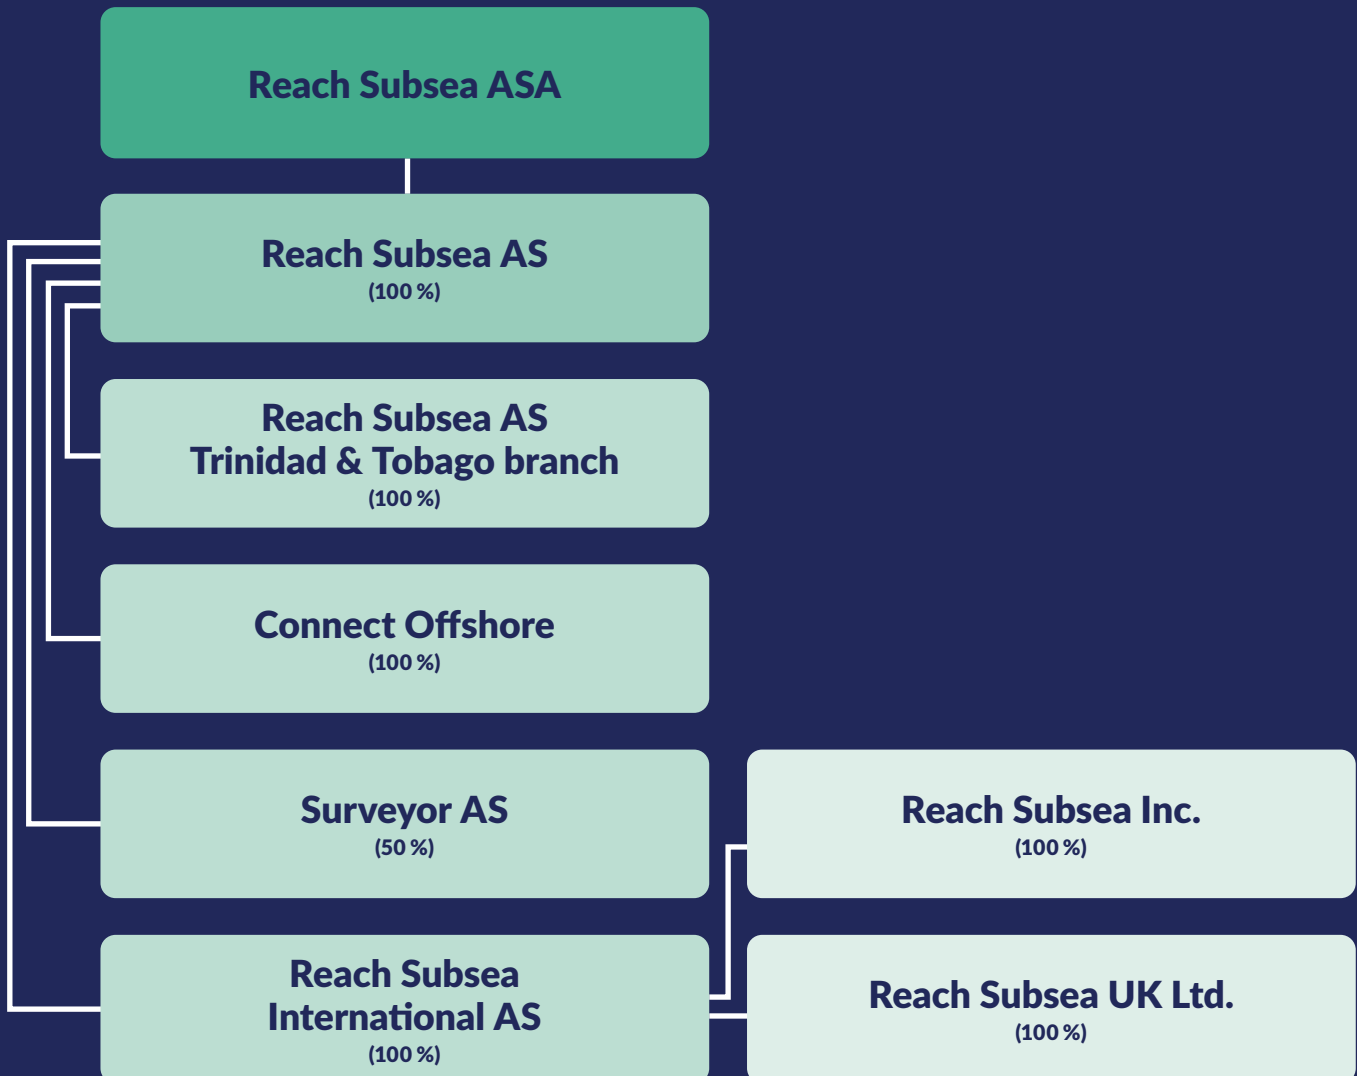 Reach Subsea ASA
Reach Subsea AS
(100 %)
Reach Subsea AS
Trinidad & Tobago branch
(100 %)
Connect Offshore
(100 %)
Surveyor AS
(50 %)
Reach Subsea Inc.
(100 %)
Reach Subsea
International AS
(100 %)
Reach Subsea UK Ltd.
(100 %)